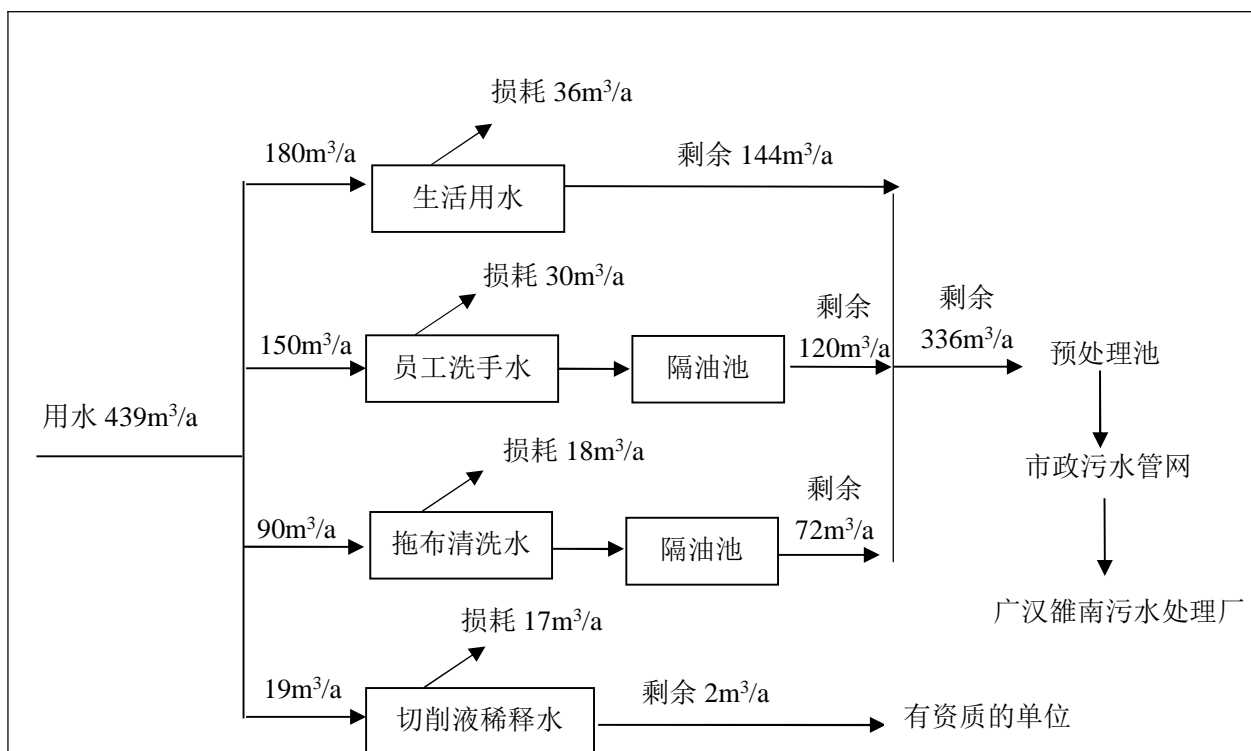 损耗 36m³/a
180m³/a
剩余 144m³/a
生活用水
损耗 30m³/a
剩余
剩余
150m³/a
120m³/a
336m³/a
员工洗手水
隔油池
预处理池
用水 439m³/a
损耗 18m³/a
市政污水管网
剩余
90m³/a
72m³/a
拖布清洗水
隔油池
广汉雒南污水处理厂
损耗 17m³/a
19m³/a
剩余 2m³/a
切削液稀释水
有资质的单位